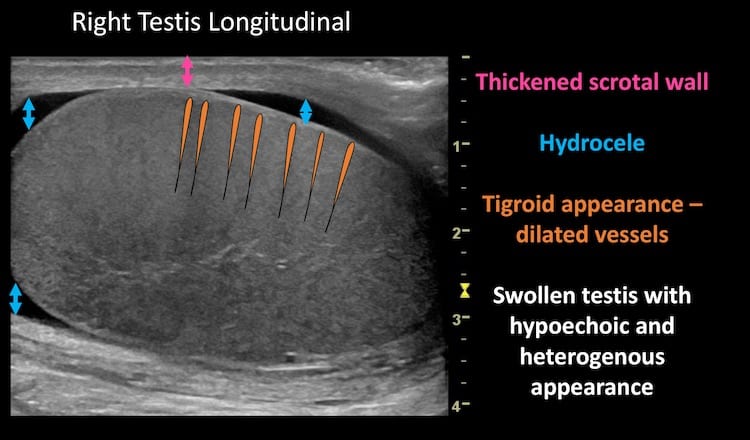 Right Testis Longitudinal
Thickened scrotal wall
Hydrocele
Tigroid appearance –
dilated vessels
Swollen testis with
hypoechoic and
heterogenous
appearance
1
2
3
4